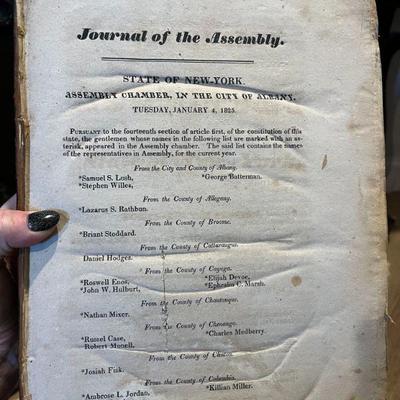 Journal of the Assembly.
STATE OF NEW-YORK.
ASSEMBLY CHAMBER, IN THE CITY OF ALBANY,
TUESDAY, JANUARY 4, 1825.
PURSUANT to the fourteenth section of article first, of the constitution of this
state, the gentlemen whose names in the following list are marked with an as-
terisk, appeared in the Assembly chamber. The said list contains the names
of the representatives in Assembly, for the current year.
From the City and County of Albany.
*Samuel S. Lush, *George Batterman.
*Stephen Willes,
From the County of Allegany.
*Lazarus S. Rathbun.
From the County of Broome.
*Briant Stoddard.
From the County of Cattaraugus.
Daniel Hodges.
From the County of Cayuga.
*Roswell Enos, *Elijah Devoe,
*John W. Hulburt, *Ephraim C. Marsh.
From the County of Chautauque.
*Nathan Mixer.
From the County of Chenango.
*Russel Case, *Charles Medberry.
Robert Monell,
From the County of Clinton.
*Josiah Fisk.
From the County of Columbia.
*Ambrose L. Jordan, *Killian Miller.